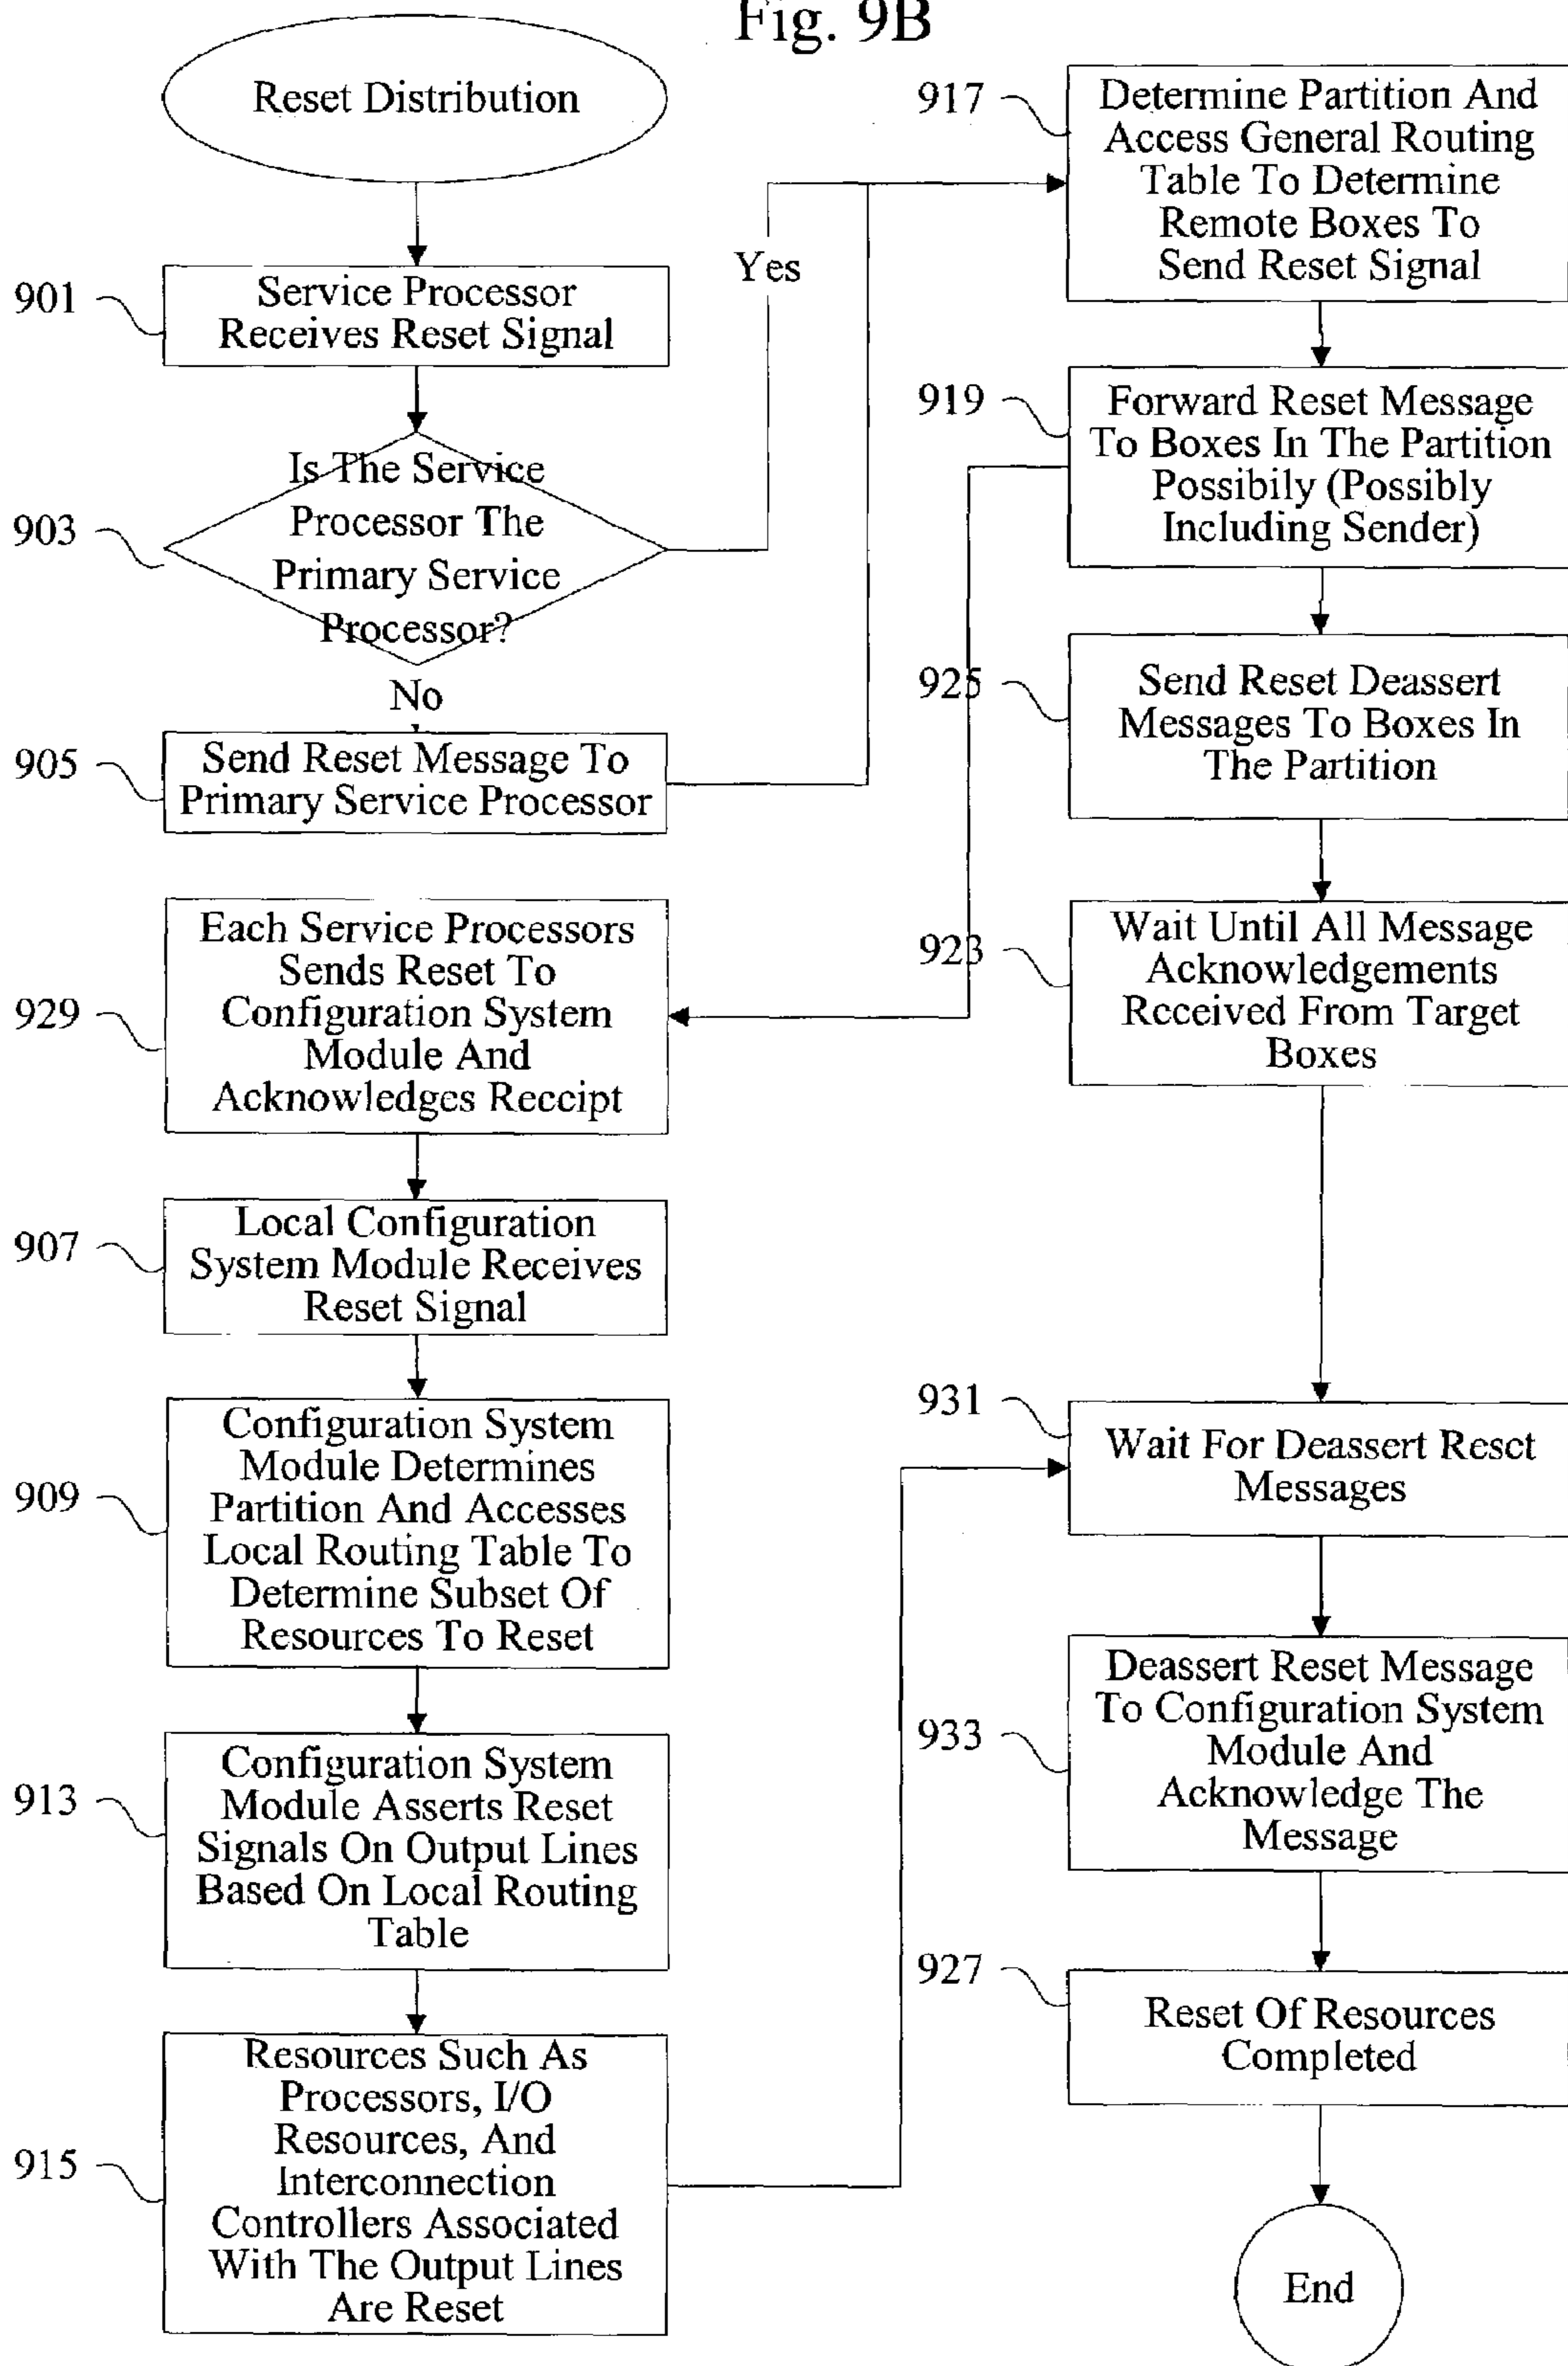 Fig. 9B
Reset Distribution
901
Service Processor
Receives Reset Signal
903
Is The Service
Processor The
Primary Service
Processor?
Yes
No
905
Send Reset Message To
Primary Service Processor
929
Each Service Processors
Sends Reset To
Configuration System
Module And
Acknowledges Receipt
907
Local Configuration
System Module Receives
Reset Signal
909
Configuration System
Module Determines
Partition And Accesses
Local Routing Table To
Determine Subset Of
Resources To Reset
913
Configuration System
Module Asserts Reset
Signals On Output Lines
Based On Local Routing
Table
915
Resources Such As
Processors, I/O
Resources, And
Interconnection
Controllers Associated
With The Output Lines
Are Reset
917
Determine Partition And
Access General Routing
Table To Determine
Remote Boxes To
Send Reset Signal
919
Forward Reset Message
To Boxes In The Partition
Possibily (Possibly
Including Sender)
925
Send Reset Deassert
Messages To Boxes In
The Partition
923
Wait Until All Message
Acknowledgements
Received From Target
Boxes
931
Wait For Deassert Reset
Messages
933
Deassert Reset Message
To Configuration System
Module And
Acknowledge The
Message
927
Reset Of Resources
Completed
End